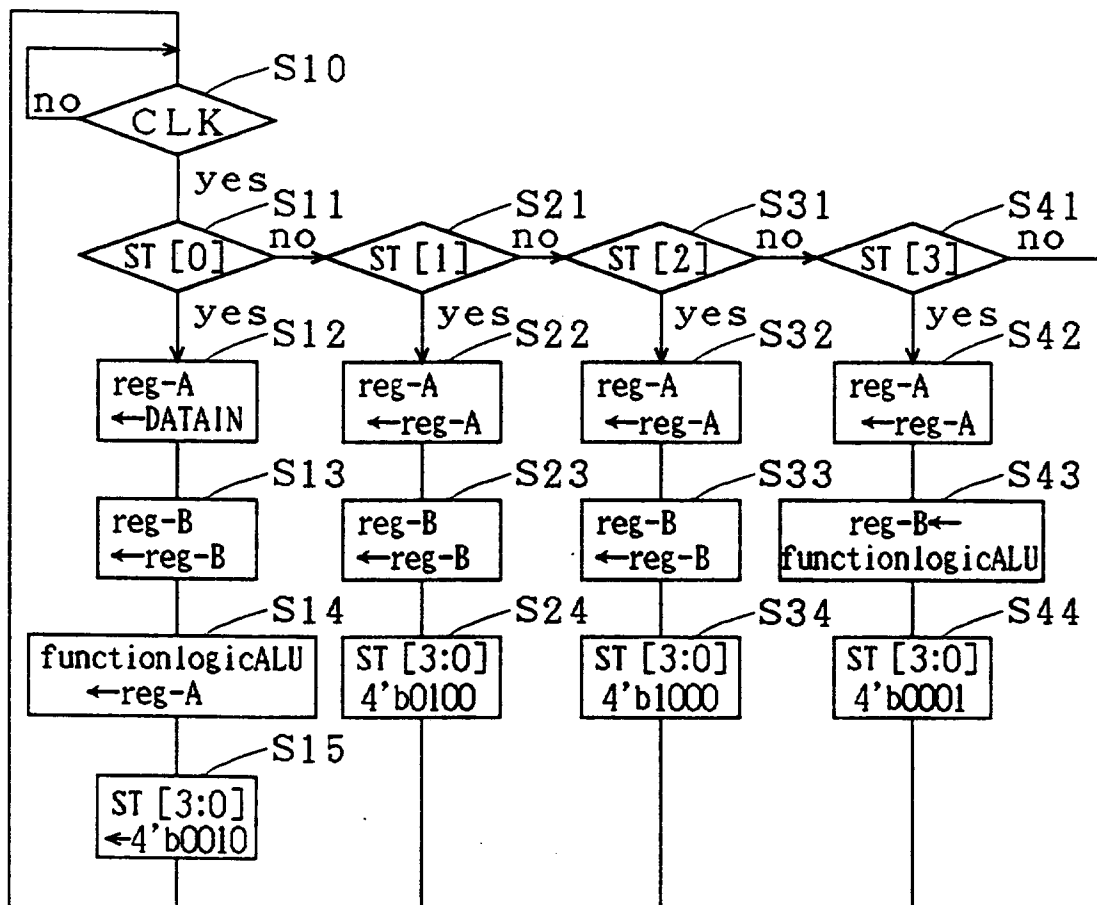 S10
no
CLK
yes
S11
S21
S31
S41
ST [0]
no
ST [1]
no
ST [2]
no
ST [3]
no
yes
yes
yes
yes
S12
S22
S32
S42
reg-A
←DATAIN
reg-A
←reg-A
reg-A
←reg-A
reg-A
←reg-A
S13
S23
S33
S43
reg-B
←reg-B
reg-B
←reg-B
reg-B
←reg-B
reg-B←
functionlogicALU
S14
S24
S34
S44
functionlogicALU
←reg-A
ST [3:0]
4'b0100
ST [3:0]
4'b1000
ST [3:0]
4'b0001
S15
ST [3:0]
←4'b0010